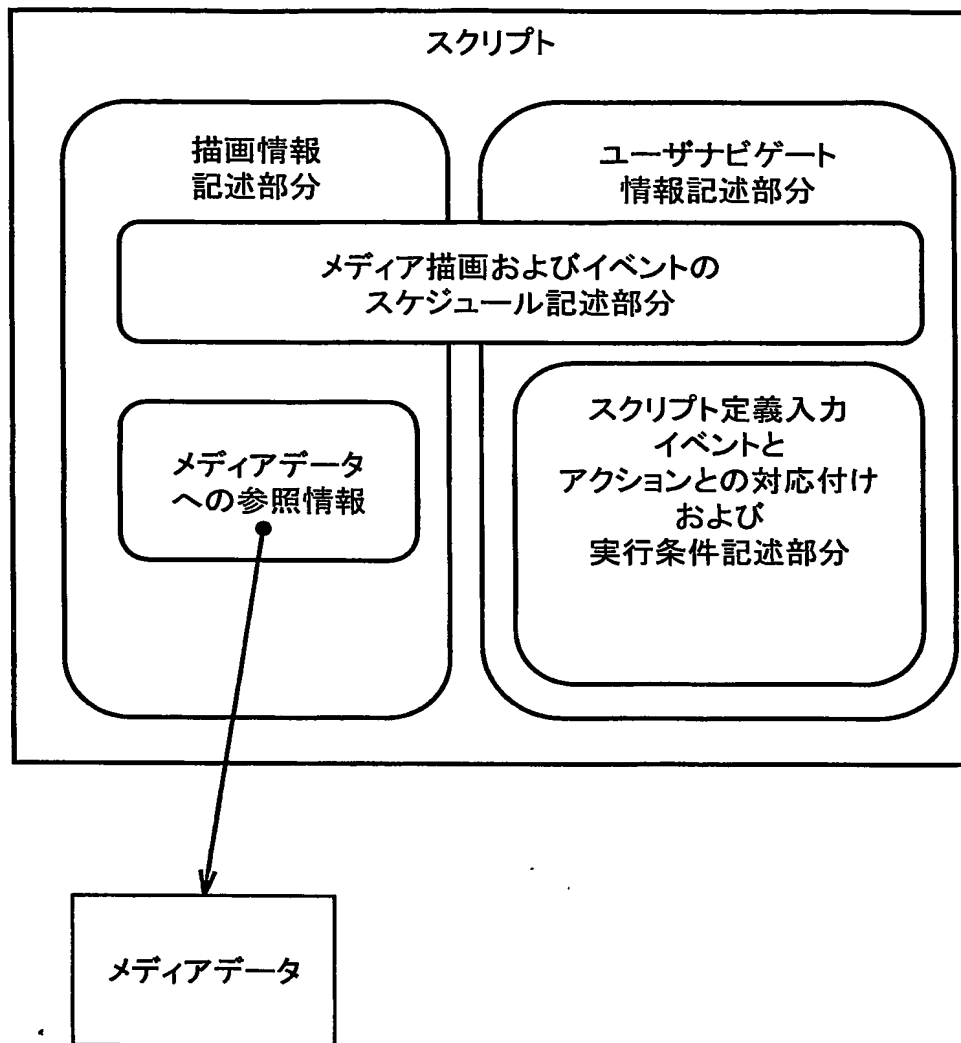 スクリプト
描画情報
記述部分
ユーザナビゲート
情報記述部分
メディア描画およびイベントの
スケジュール記述部分
メディアデータ
への参照情報
スクリプト定義入力
イベントと
アクションとの対応付け
および
実行条件記述部分
メディアデータ